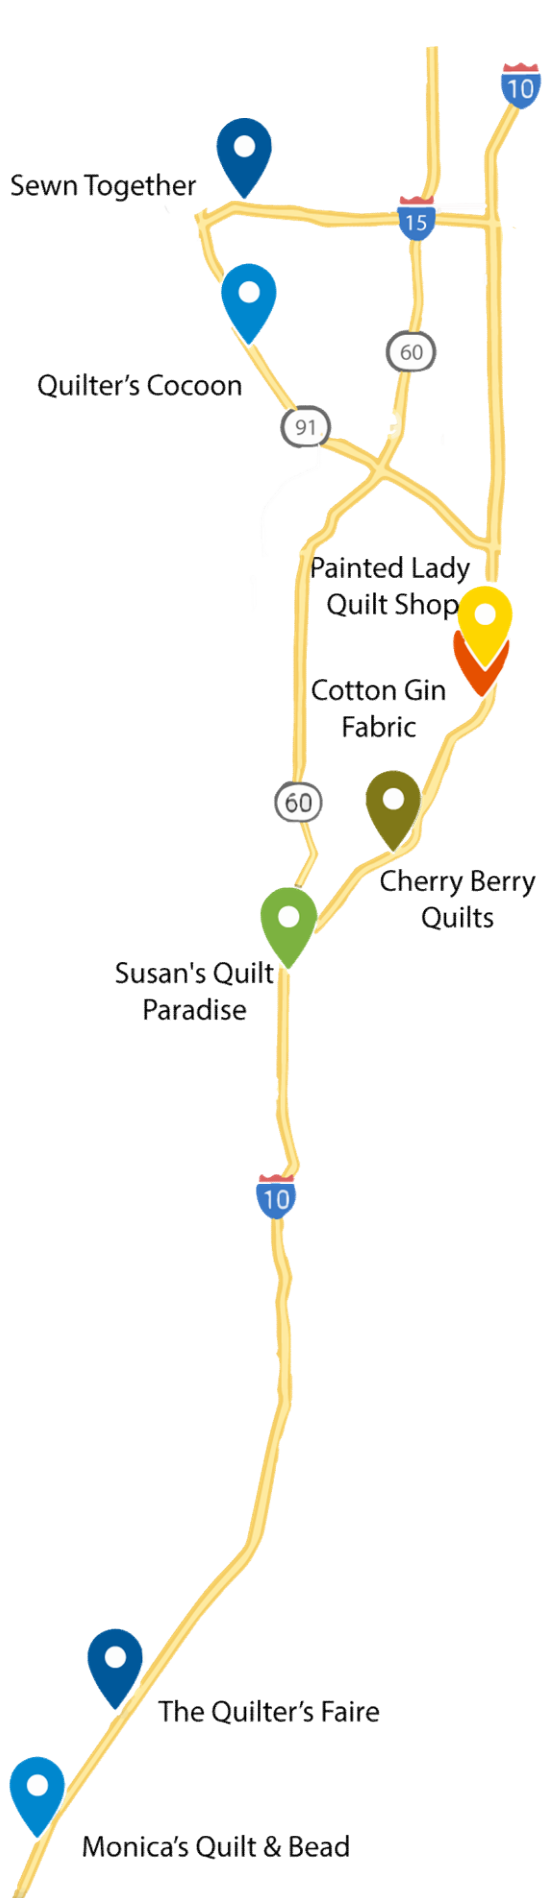 10
Sewn Together
15
60
Quilter’s Cocoon
91
Painted Lady
Quilt Shop
Cotton Gin
Fabric
60
Cherry Berry
Quilts
Susan's Quilt
Paradise
10
The Quilter’s Faire
Monica’s Quilt & Bead